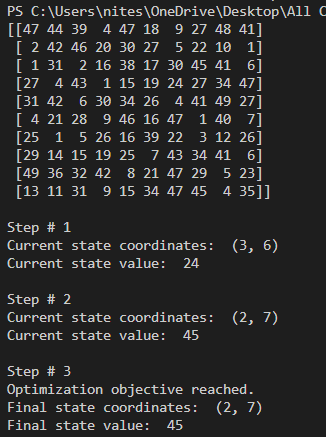 PS C:\Users\nites\OneDrive\Desktop\All C
[[47 44 39  4 47 18  9 27 48 41]
 [ 2 42 46 20 30 27  5 22 10  1]
 [ 1 31  2 16 38 17 30 45 41  6]
 [27  4 43  1 15 19 24 27 34 47]
 [31 42  6 30 34 26  4 41 49 27]
 [ 4 21 28  9 46 16 47  1 40  7]
 [25  1  5 26 16 39 22  3 12 26]
 [29 14 15 19 25  7 43 34 41  6]
 [49 36 32 42  8 21 47 29  5 23]
 [13 11 31  9 15 34 47 45  4 35]]
Step # 1
Current state coordinates:  (3, 6)
Current state value:  24
Step # 2
Current state coordinates:  (2, 7)
Current state value:  45
Step # 3
Optimization objective reached.
Final state coordinates:  (2, 7)
Final state value:  45